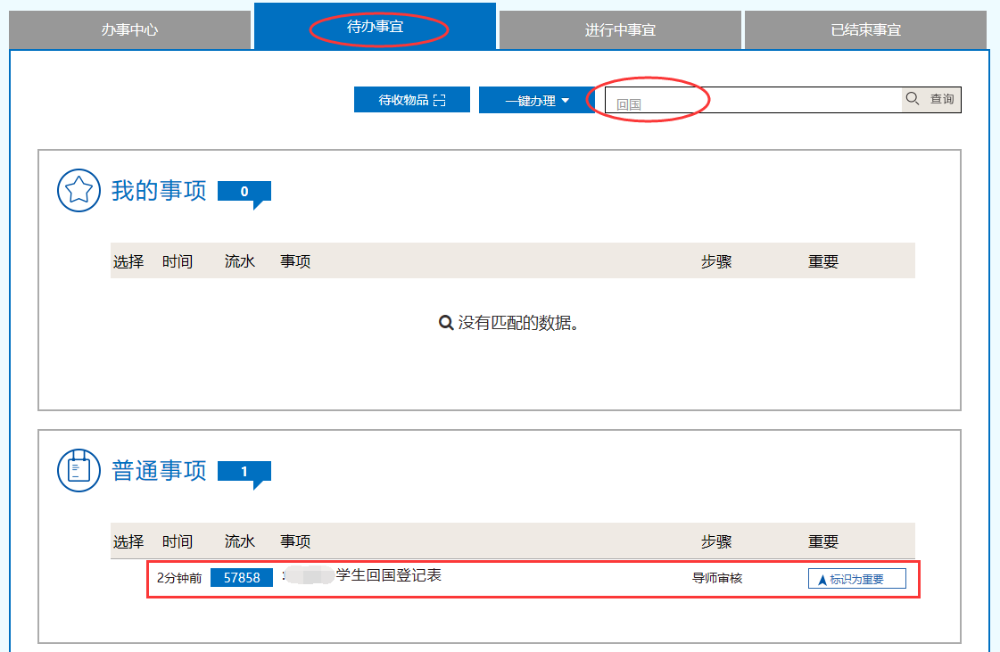 办事中心 待办事宜 进行中事宜 已结束事宜
待收物品 一键办理 回国 查询
我的事项 0
选择 时间 流水 事项 步骤 重要
没有匹配的数据。
普通事项 1
选择 时间 流水 事项 步骤 重要
2分钟前 57858 学生回国登记表 导师审核 标识为重要